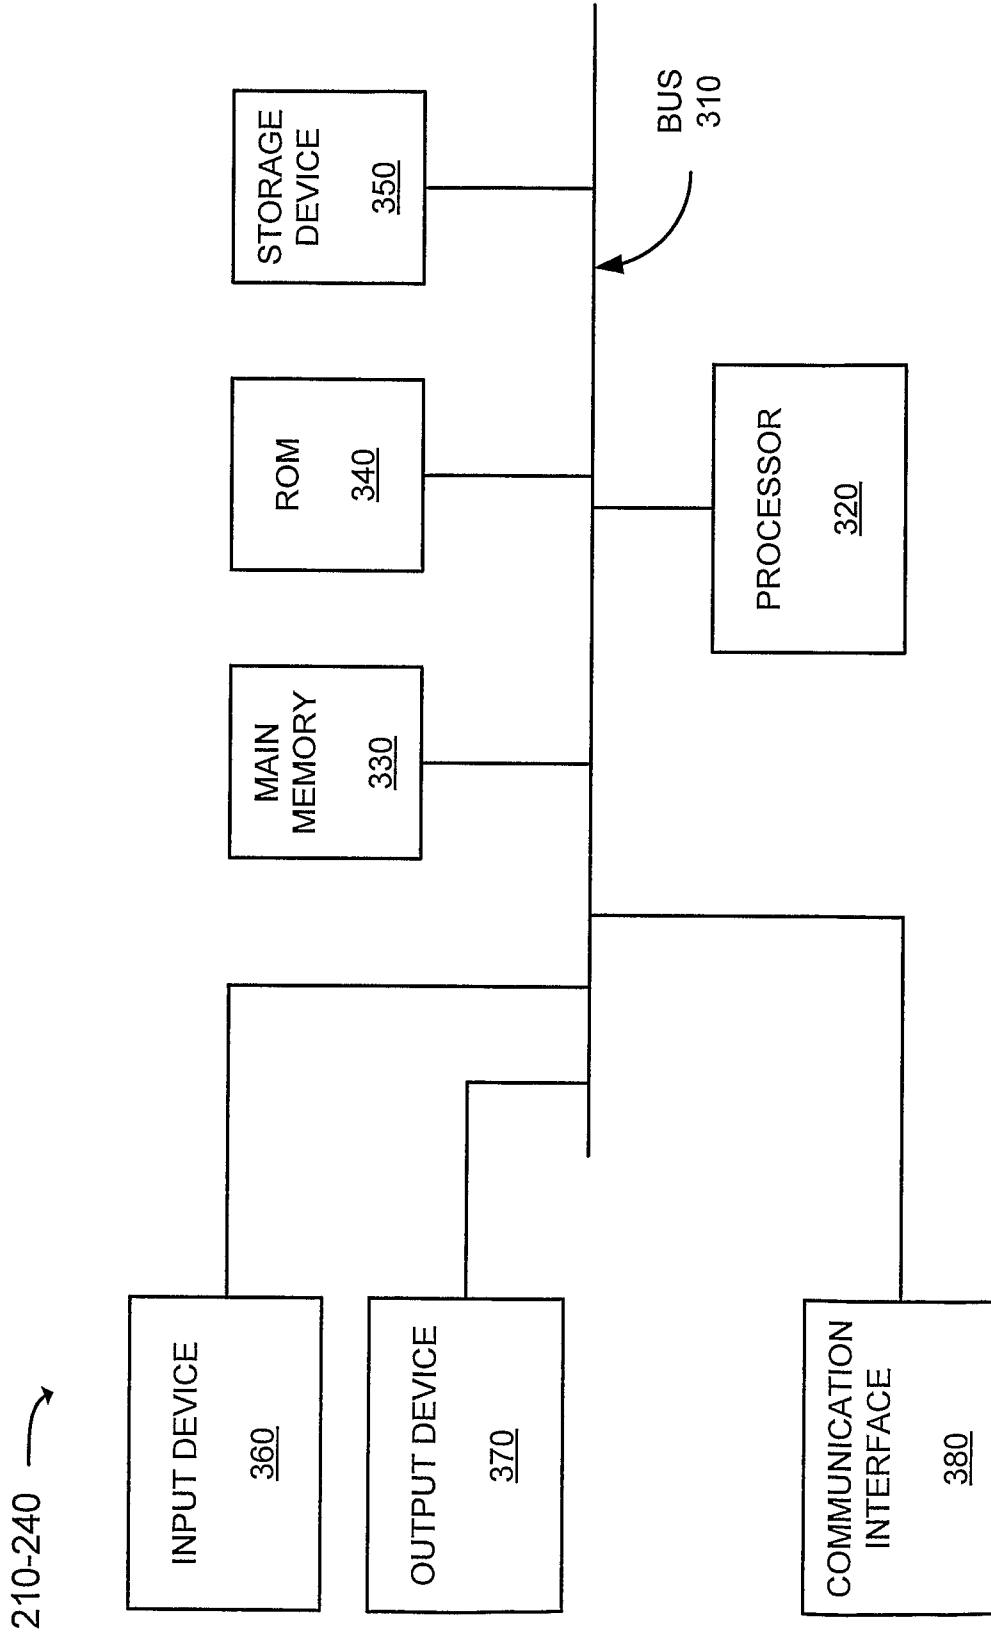 210-240
INPUT DEVICE
360
OUTPUT DEVICE
370
COMMUNICATION
INTERFACE
380
MAIN
MEMORY
330
ROM
340
STORAGE
DEVICE
350
PROCESSOR
320
BUS
310